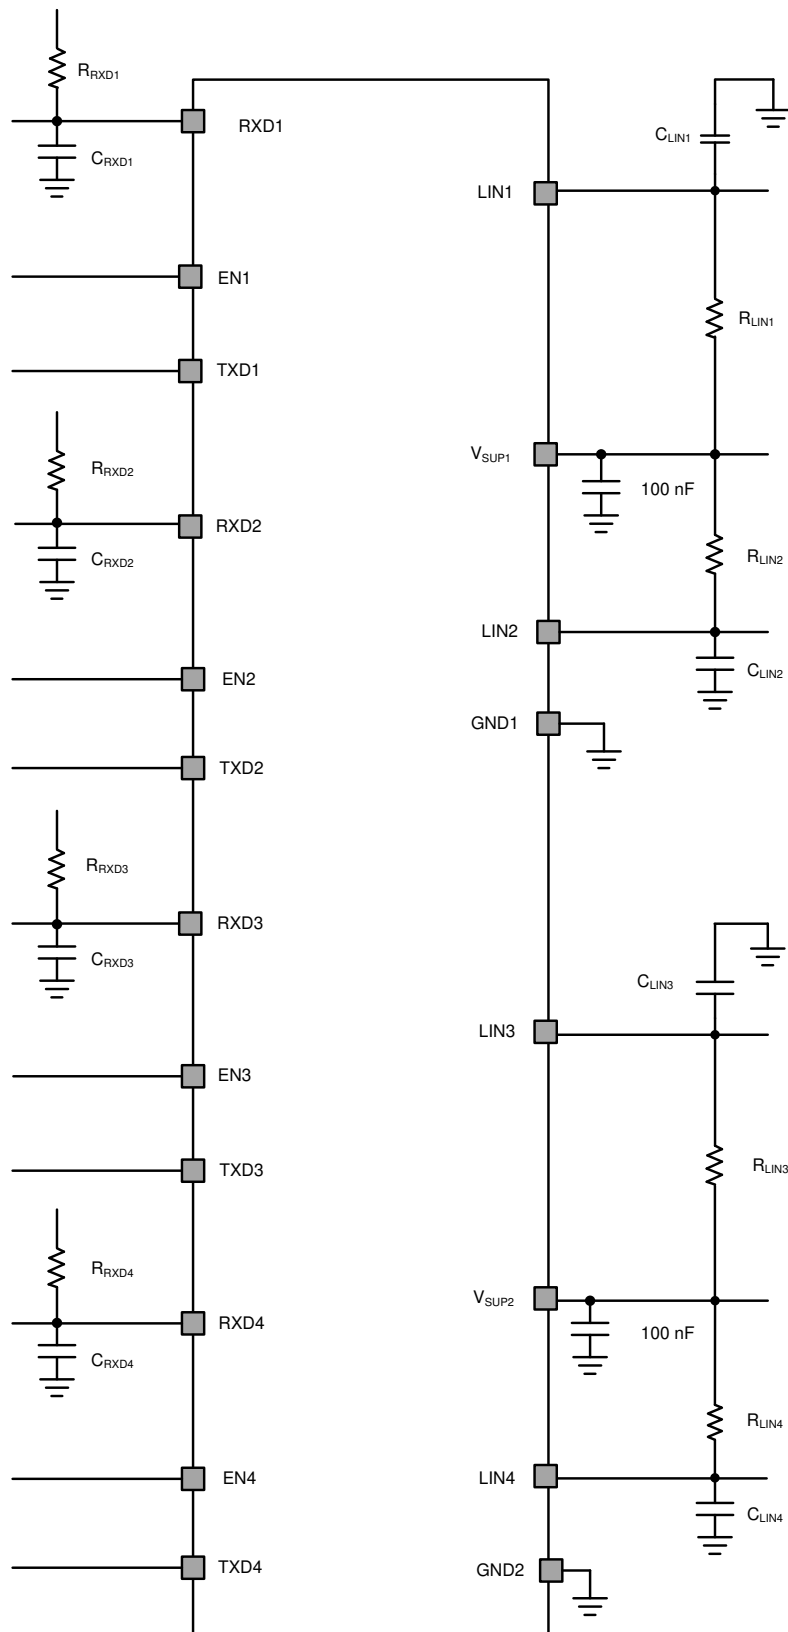 RRXD1
RXD1
CLIN1
CRXD1
LIN1
EN1
RLIN1
TXD1
VSUP1
RRXD2
100 nF
RXD2
CRXD2
RLIN2
LIN2
EN2
CLIN2
GND1
TXD2
RRXD3
RXD3
CRXD3
CLIN3
LIN3
EN3
TXD3
RLIN3
RRXD4
VSUP2
RXD4
100 nF
CRXD4
RLIN4
EN4
LIN4
CLIN4
TXD4
GND2